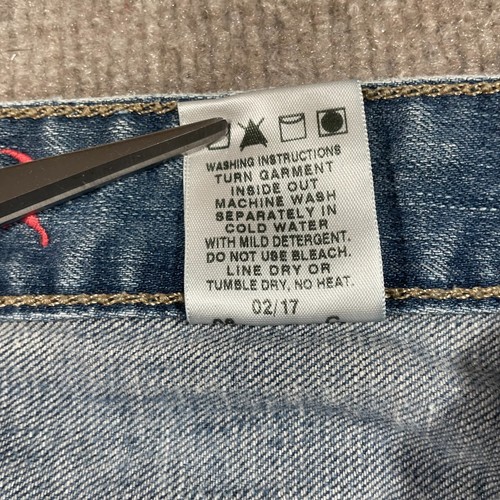 WASHING INSTRUCTIONS
TURN GARMENT
INSIDE OUT
MACHINE WASH
SEPARATELY IN
COLD WATER
WITH MILD DETERGENT.
DO NOT USE BLEACH.
LINE DRY OR
TUMBLE DRY, NO HEAT.
02/17